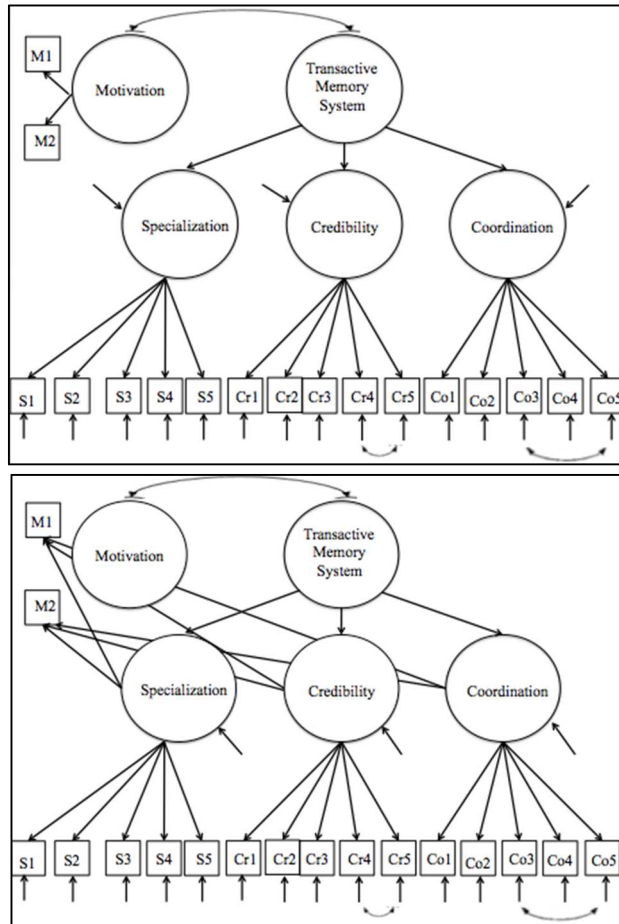 M1
Motivation
M2
Transactive
Memory
System
Specialization
Credibility
Coordination
S1
S2
S3
S4
S5
Cr1
Cr2
Cr3
Cr4
Cr5
Co1
Co2
Co3
Co4
Co5
M1
Motivation
M2
Transactive
Memory
System
Specialization
Credibility
Coordination
S1
S2
S3
S4
S5
Cr1
Cr2
Cr3
Cr4
Cr5
Co1
Co2
Co3
Co4
Co5